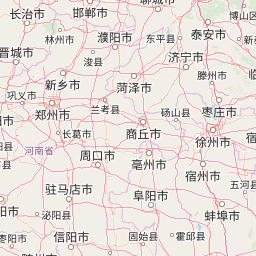 长治市
邯郸市
聊城市
博山区
林州市
濮阳市
东平县
泰安市
晋城市
浚县
济宁市
新乡市
菏泽市
滕州市
巩义市
郑州市
兰考县
砀山县
枣庄市
长葛市
商丘市
徐州市
河南省
周口市
亳州市
宿州市
驻马店市
五河县
泌阳县
阜阳市
蚌埠市
枣阳市
信阳市
固始县
霍邱县